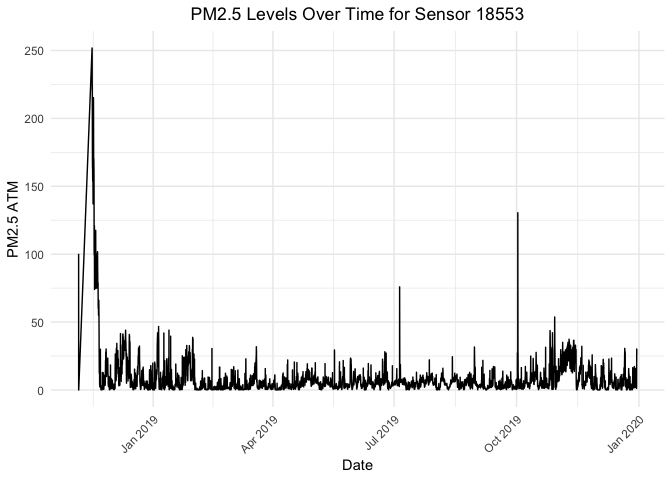 PM2.5 Levels Over Time for Sensor 18553
250
200
150
100
50
0
PM2.5 ATM
Jan 2019
Apr 2019
Jul 2019
Oct 2019
Jan 2020
Date